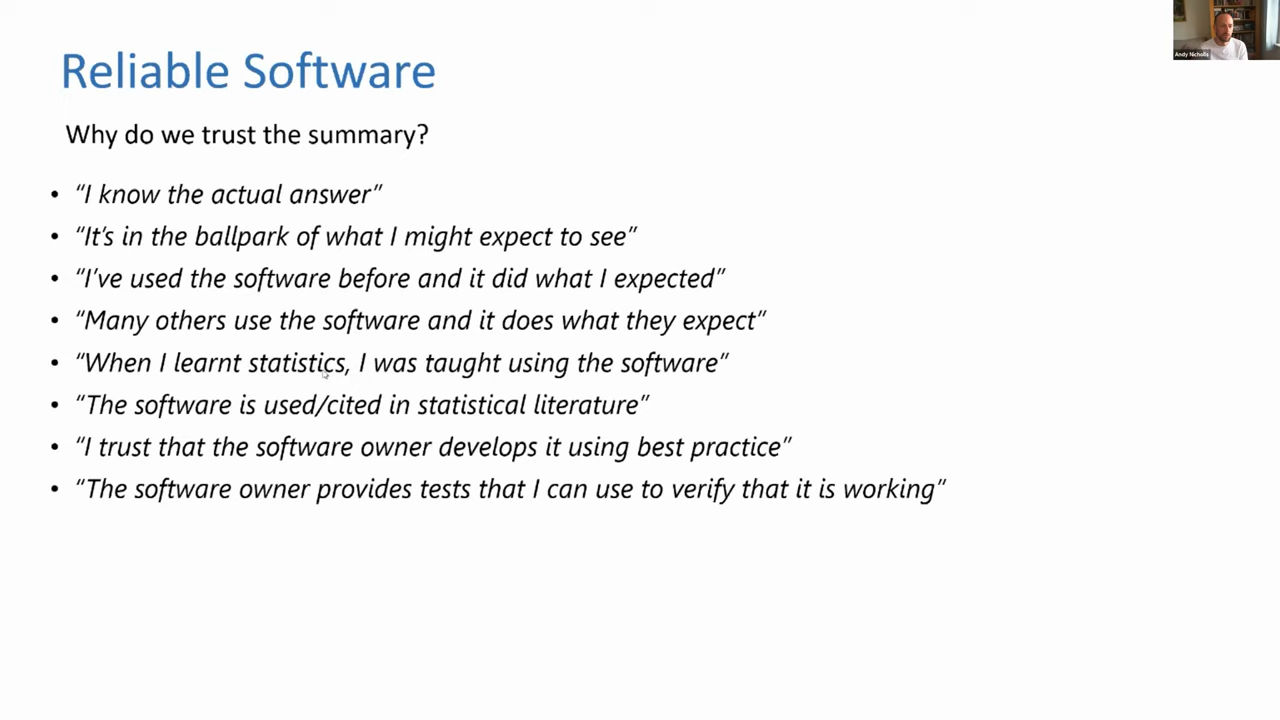 Reliable Software
Why do we trust the summary?
• “I know the actual answer”
• “It’s in the ballpark of what I might expect to see”
• “I’ve used the software before and it did what I expected”
• “Many others use the software and it does what they expect”
• “When I learnt statistics, I was taught using the software”
• “The software is used/cited in statistical literature”
• “I trust that the software owner develops it using best practice”
• “The software owner provides tests that I can use to verify that it is working”
Andy Nicholls